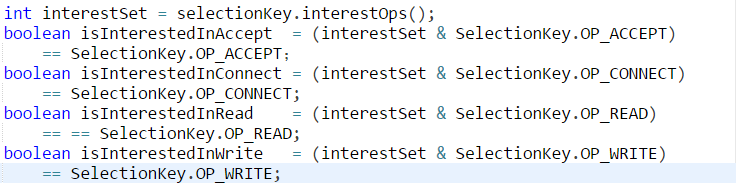 int interestSet = selectionKey.interestOps();
boolean isInterestedInAccept  = (interestSet & SelectionKey.OP_ACCEPT)
    == SelectionKey.OP_ACCEPT;
boolean isInterestedInConnect = (interestSet & SelectionKey.OP_CONNECT)
    == SelectionKey.OP_CONNECT;
boolean isInterestedInRead    = (interestSet & SelectionKey.OP_READ)
    == == SelectionKey.OP_READ;
boolean isInterestedInWrite   = (interestSet & SelectionKey.OP_WRITE)
    == SelectionKey.OP_WRITE;